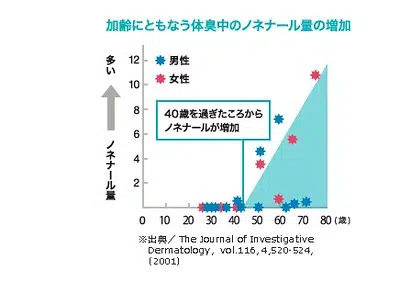 加齢にともなう体臭中のノネナール量の増加
多い
ノネナール量
12
10
8
6
4
2
男性
女性
40歳を過ぎたころから
ノネナールが増加
0 10 20 30 40 50 60 70 80 (歳)
※出典／ The Journal of Investigative
Dermatology, vol.116,4,520-524,
(2001)